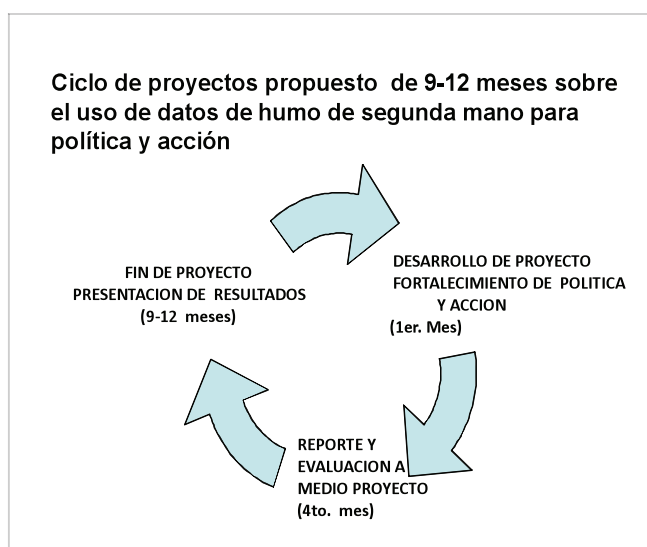 Ciclo de proyectos propuesto de 9-12 meses sobre
el uso de datos de humo de segunda mano para
política y acción
FIN DE PROYECTO
PRESENTACION DE RESULTADOS
(9-12 meses)
DESARROLLO DE PROYECTO
FORTALECIMIENTO DE POLITICA
Y ACCION
(1er. Mes)
REPORTE Y
EVALUACION A
MEDIO PROYECTO
(4to. mes)